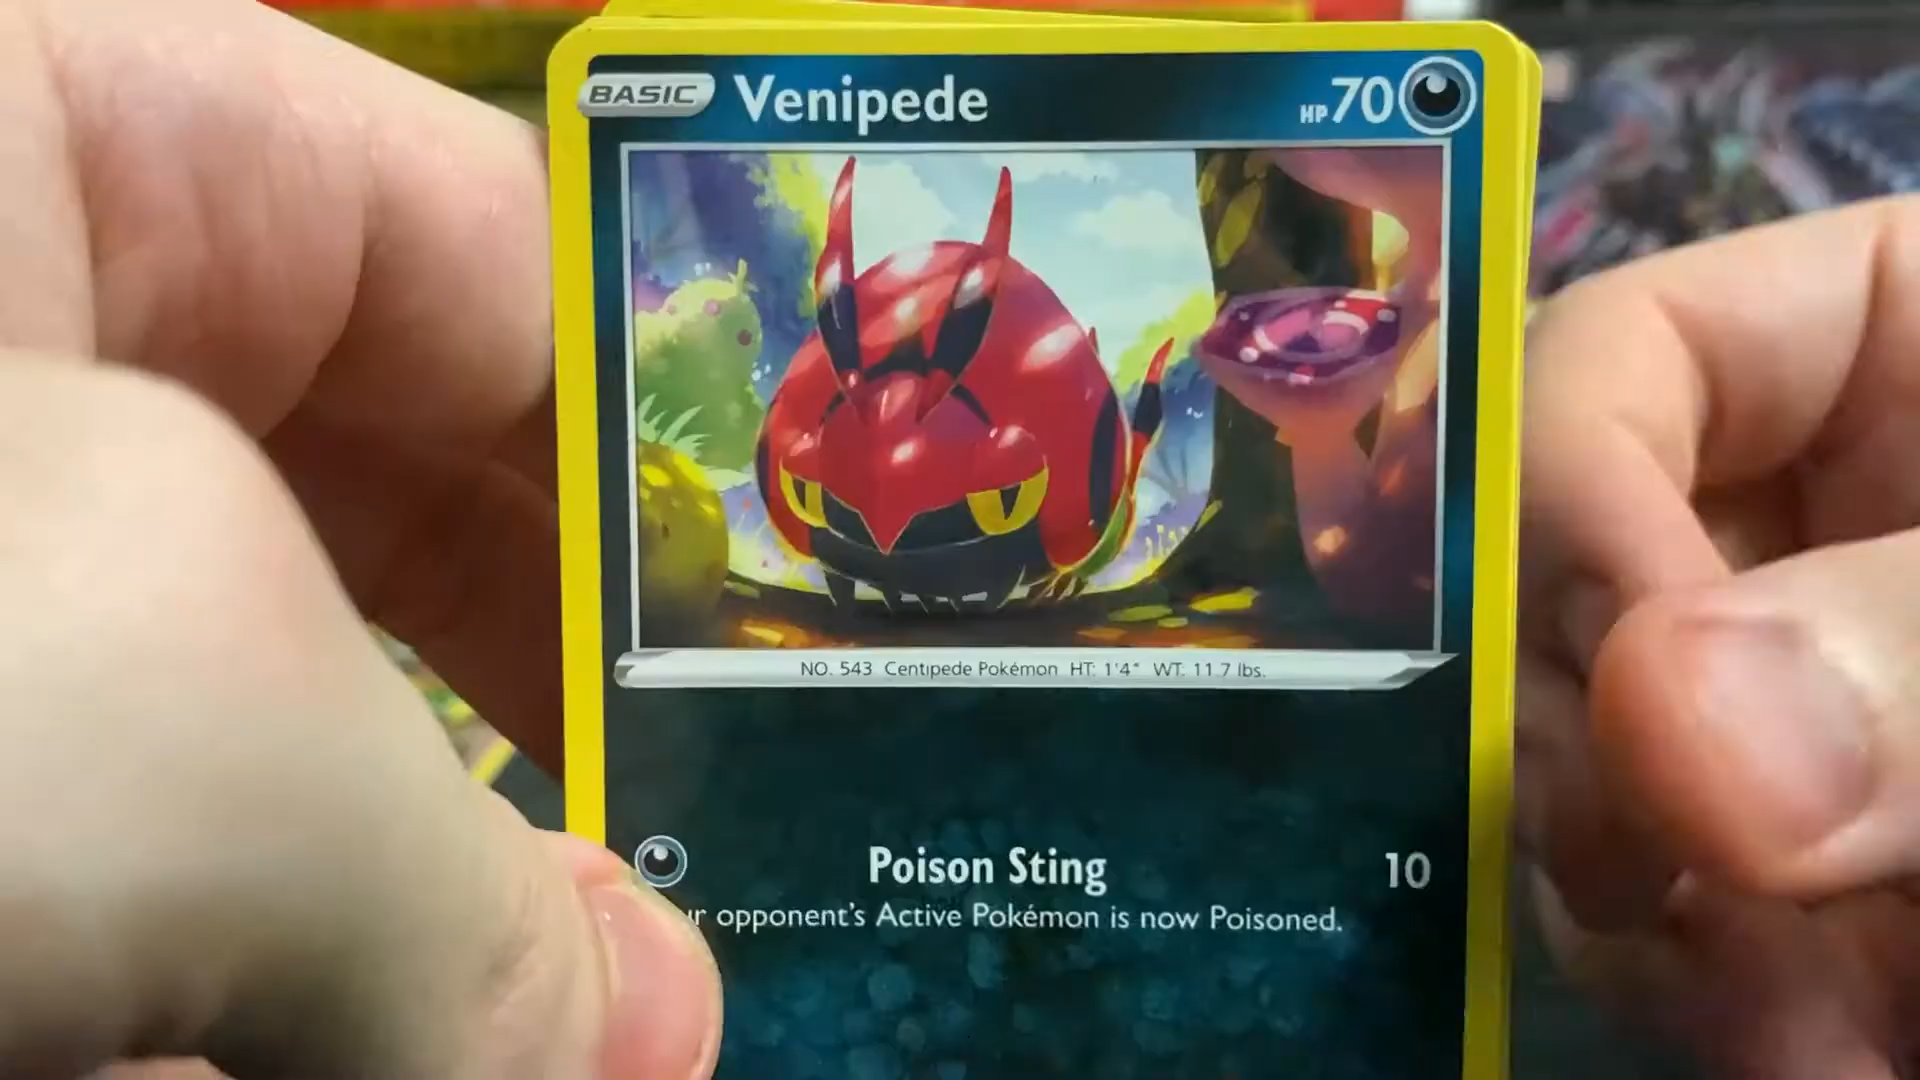 BASIC Venipede HP 70
NO. 543 Centipede Pokémon HT: 1'4" WT: 11.7 lbs.
Poison Sting 10
opponent's Active Pokémon is now Poisoned.